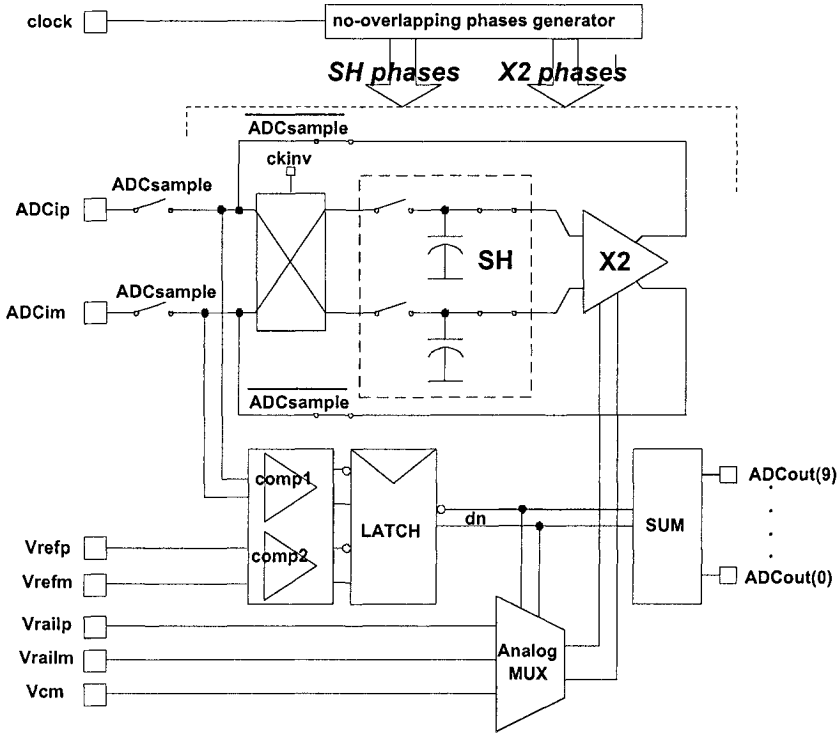 clock
no-overlapping phases generator
SH phases
X2 phases
ADCsample
ckinv
ADCsample
ADCip
SH
X2
ADCsample
ADCim
ADCsample
comp1
ADCout(9)
dn
LATCH
SUM
Vrefp
comp2
Vrefm
ADCout(0)
Vrailp
Vrailm
Analog
MUX
Vcm